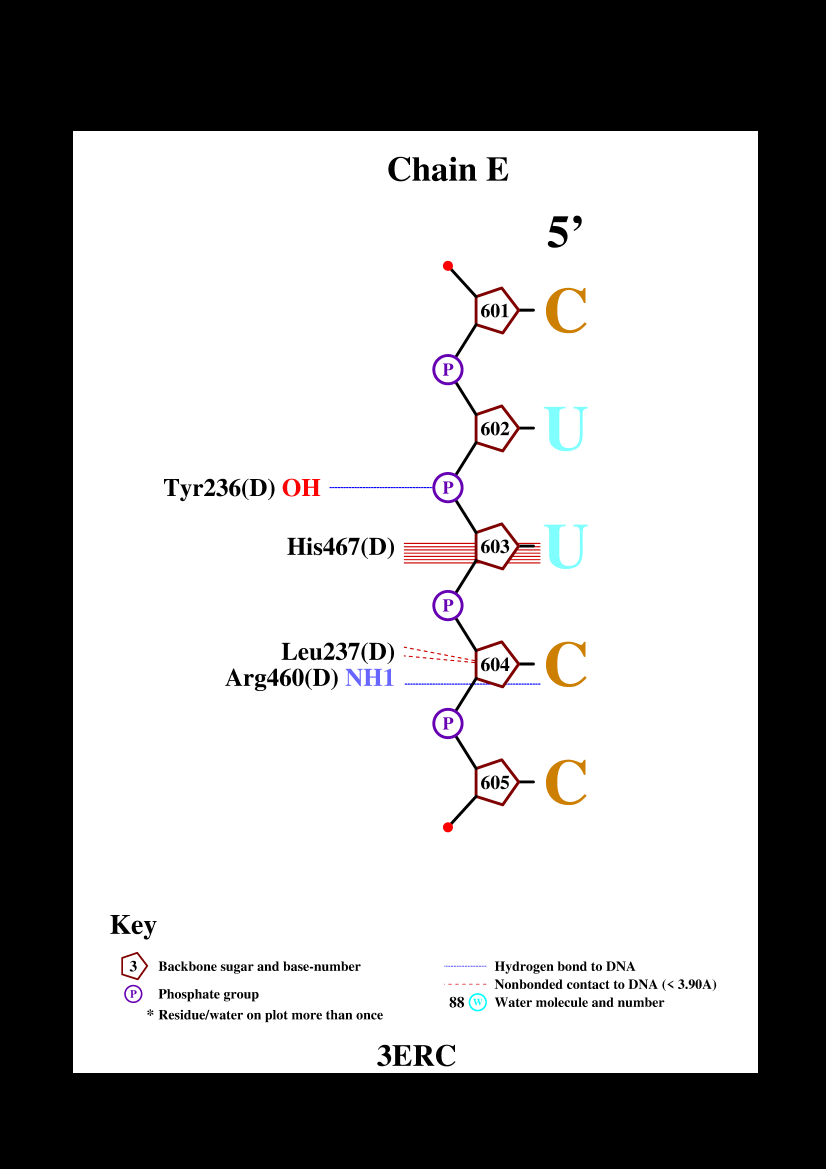 Chain E
5’
601 C
P
602 U
Tyr236(D) OH P
His467(D) 603 U
P
Leu237(D)
604 C
Arg460(D) NH1
P
605 C
Key
3 Backbone sugar and base-number
P Phosphate group
* Residue/water on plot more than once
Hydrogen bond to DNA
Nonbonded contact to DNA (< 3.90A)
88 W Water molecule and number
3ERC